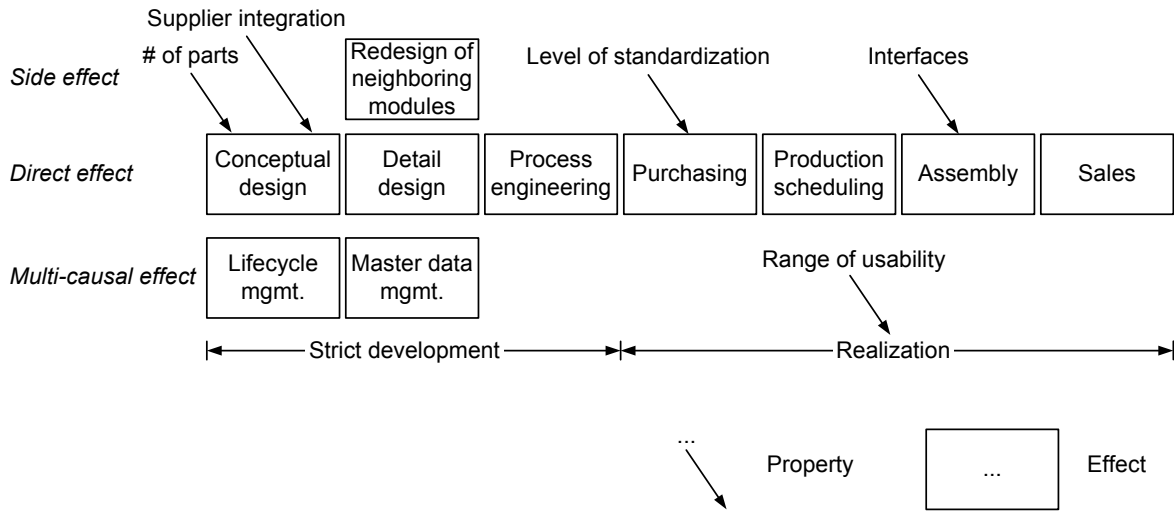 Supplier integration
# of parts
Side effect
Redesign of
neighboring
modules
Level of standardization
Interfaces
Direct effect
Conceptual
design
Detail
design
Process
engineering
Purchasing
Production
scheduling
Assembly
Sales
Multi-causal effect
Lifecycle
mgmt.
Master data
mgmt.
Range of usability
Strict development
Realization
...
Property
...
Effect